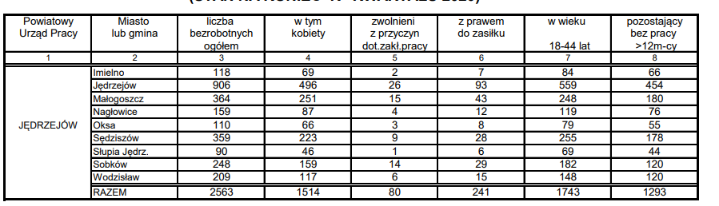 Powiatowy Urząd Pracy | Miasto lub gmina | liczba bezrobotnych ogółem | w tym kobiety | zwolnieni z przyczyn dot.zakł.pracy | z prawem do zasiłku | w wieku 18-44 lat | pozostający bez pracy >12m-cy
1 2 3 4 5 6 7 8
JĘDRZEJÓW
Imielno 118 69 2 7 84 66
Jędrzejów 906 496 26 93 559 454
Małogoszcz 364 251 15 43 248 180
Nagłowice 159 87 4 12 119 76
Oksa 110 66 3 8 79 55
Sędziszów 359 223 9 28 255 178
Słupia Jędrz. 90 46 1 6 69 44
Sobków 248 159 14 29 182 120
Wodzisław 209 117 6 15 148 120
RAZEM 2563 1514 80 241 1743 1293